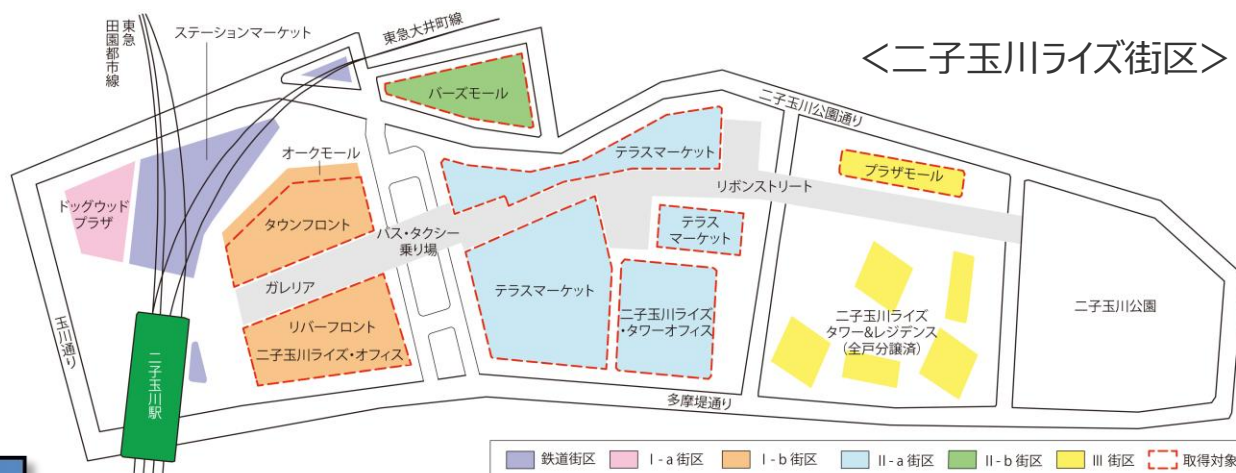 <二子玉川ライズ街区>
東急
田園都市線
ステーションマーケット
東急大井町線
バーズモール
二子玉川公園通り
オークモール
テラスマーケット
プラザモール
リボンストリート
ドッグウッド
プラザ
タウンフロント
バス・タクシー
乗り場
テラス
マーケット
ガレリア
テラスマーケット
リバーフロント
二子玉川ライズ・オフィス
二子玉川ライズ
・タワーオフィス
二子玉川ライズ
タワー&レジデンス
(全戸分譲済)
二子玉川公園
玉川通り
二子玉川駅
多摩堤通り
鉄道街区
I-a 街区
I-b 街区
II-a 街区
II-b 街区
III 街区
取得対象